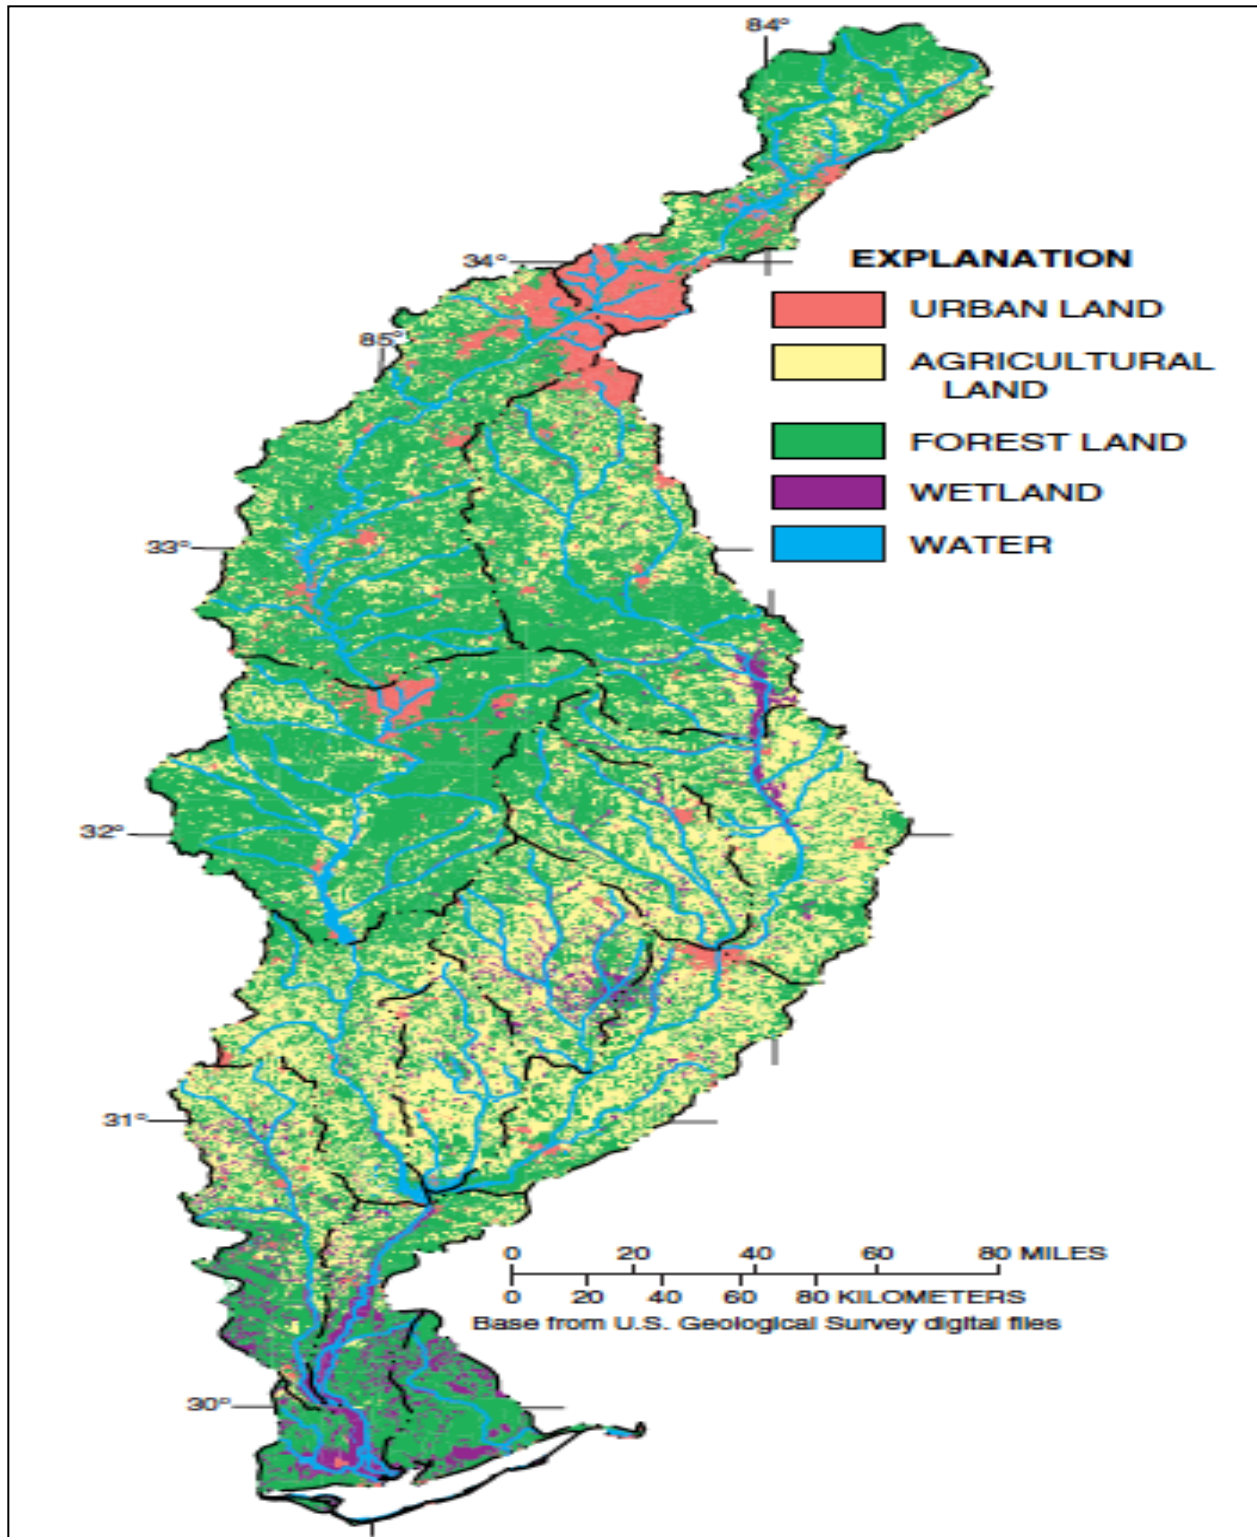 84°
34°
EXPLANATION
URBAN LAND
85°
AGRICULTURAL
LAND
FOREST LAND
WETLAND
33°
WATER
32°
31°
0 20 40 60 80 MILES
0 20 40 60 80 KILOMETERS
Base from U.S. Geological Survey digital files
30°